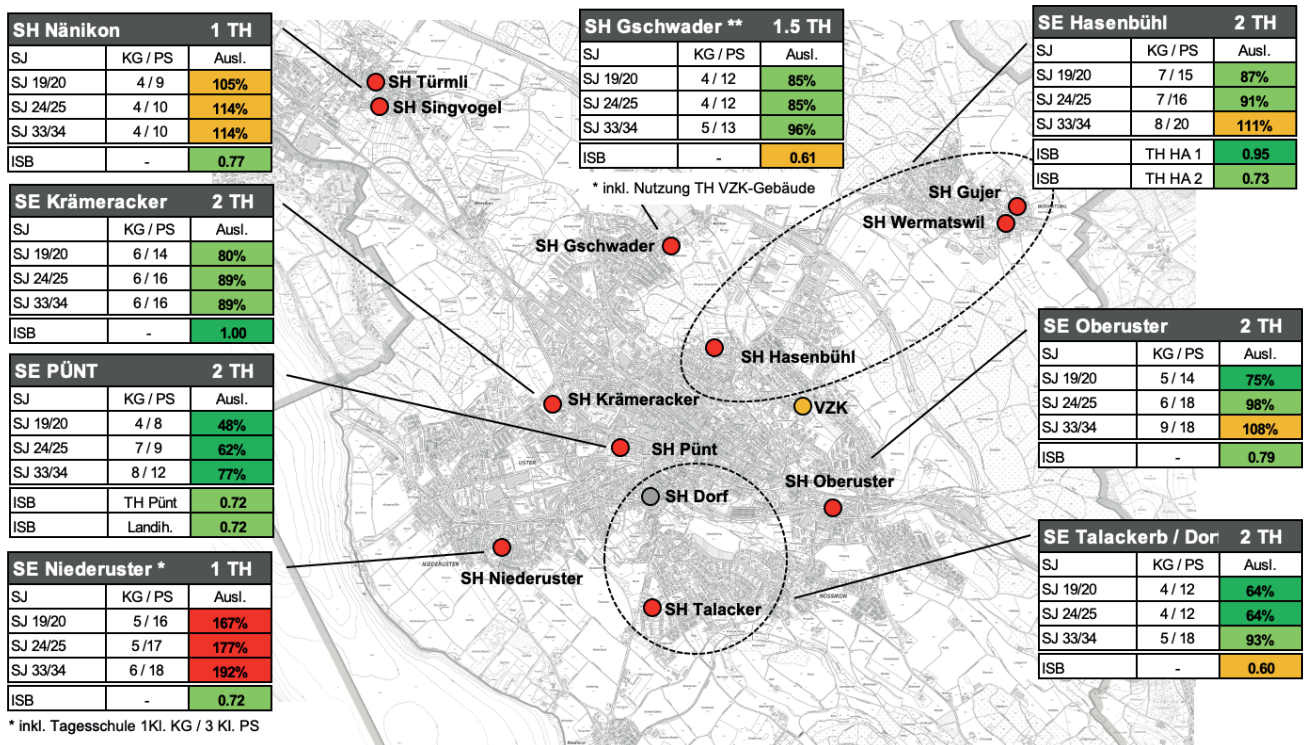 SH Nänikon 1 TH
SJ KG / PS Ausl.
SJ 19/20 4 / 9 105%
SJ 24/25 4 / 10 114%
SJ 33/34 4 / 10 114%
ISB - 0.77
SE Krämeracker 2 TH
SJ KG / PS Ausl.
SJ 19/20 6 / 14 80%
SJ 24/25 6 / 16 89%
SJ 33/34 6 / 16 89%
ISB - 1.00
SE PÜNT 2 TH
SJ KG / PS Ausl.
SJ 19/20 4 / 8 48%
SJ 24/25 7 / 9 62%
SJ 33/34 8 / 12 77%
ISB TH Pünt 0.72
ISB Landih. 0.72
SE Niederuster * 1 TH
SJ KG / PS Ausl.
SJ 19/20 5 / 16 167%
SJ 24/25 5 /17 177%
SJ 33/34 6 / 18 192%
ISB - 0.72
* inkl. Tagesschule 1Kl. KG / 3 Kl. PS
SH Gschwader ** 1.5 TH
SJ KG / PS Ausl.
SJ 19/20 4 / 12 85%
SJ 24/25 4 / 12 85%
SJ 33/34 5 / 13 96%
ISB - 0.61
* inkl. Nutzung TH VZK-Gebäude
SE Hasenbühl 2 TH
SJ KG / PS Ausl.
SJ 19/20 7 / 15 87%
SJ 24/25 7 /16 91%
SJ 33/34 8 / 20 111%
ISB TH HA 1 0.95
ISB TH HA 2 0.73
SE Oberuster 2 TH
SJ KG / PS Ausl.
SJ 19/20 5 / 14 75%
SJ 24/25 6 / 18 98%
SJ 33/34 9 / 18 108%
ISB - 0.79
SE Talackerb / Dor 2 TH
SJ KG / PS Ausl.
SJ 19/20 4 / 12 64%
SJ 24/25 4 / 12 64%
SJ 33/34 5 / 18 93%
ISB - 0.60
SH Türmli
SH Singvogel
SH Gujer
SH Wermatswil
SH Gschwader
SH Hasenbühl
SH Krämeracker
VZK
SH Pünt
SH Dorf
SH Oberuster
SH Niederuster
SH Talacker
USTER
NIEDERUSTER
NOSSIKON